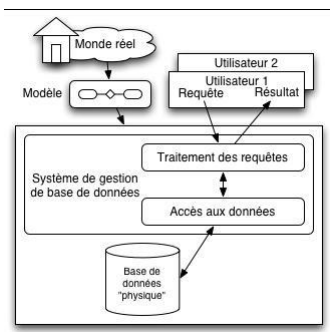 Monde réel
Utilisateur 2
Utilisateur 1
Requête
Résultat
Modèle
Traitement des requêtes
Système de gestion
de base de données
Accès aux données
Base de
données
"physique"